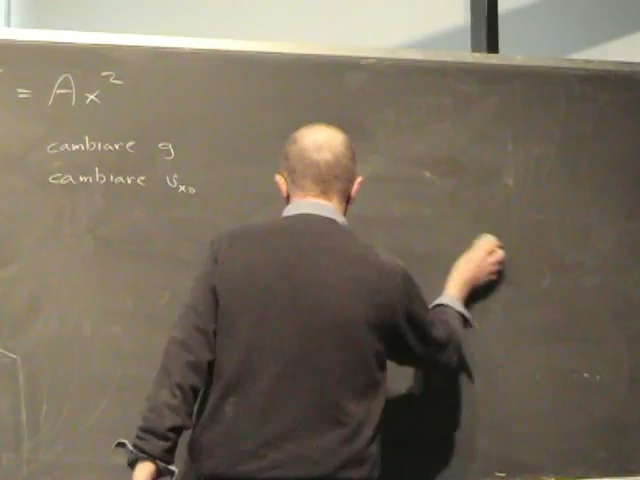 = Ax²
cambiare g
cambiare vₓ₀